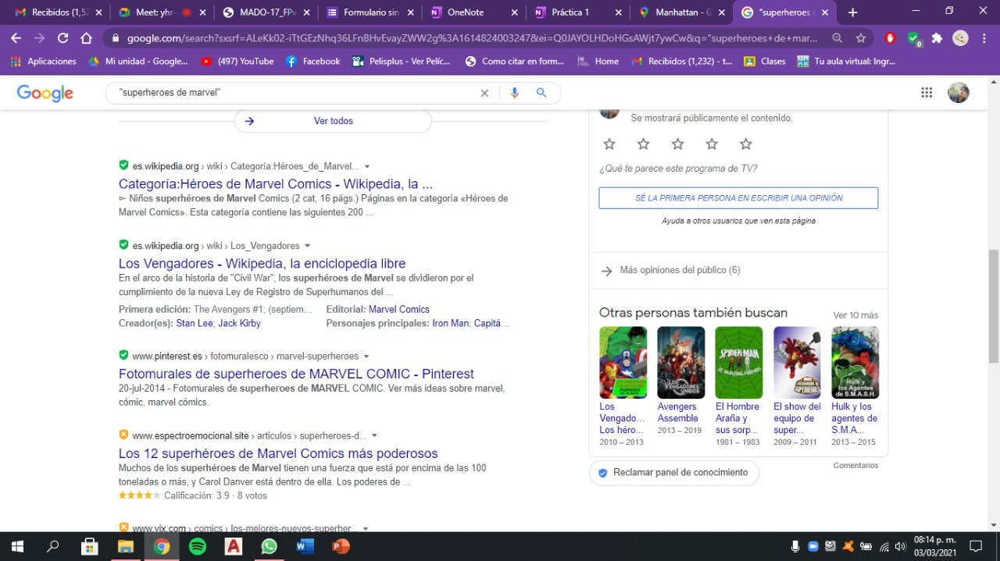 Recibidos (1,52
Meet: yhr-
MADO-17_FPv
Formulario sin
OneNote
Práctica 1
Manhattan - G
"superheroes d
google.com/search?sxsrf=ALeKk02-iTtGEzNhq36LFnBHvEvayZWW2g%3A1614824003247&ei=Q0JAYOLHDoHGsAWjt7ywCw&q="superheroes+de+mar...
Aplicaciones
Mi unidad - Google...
(497) YouTube
Facebook
Pelisplus - Ver Pelíc...
Como citar en form...
Home
Recibidos (1,232) - t...
Clases
Tu aula virtual: Ingr...
Google
"superheroes de marvel"
Ver todos
es.wikipedia.org › wiki › Categoría:Héroes_de_Marvel...
Categoría:Héroes de Marvel Comics - Wikipedia, la ...
► Niños superhéroes de Marvel Comics (2 cat, 16 págs.) Páginas en la categoría «Héroes de
Marvel Comics». Esta categoría contiene las siguientes 200 ...
es.wikipedia.org › wiki › Los_Vengadores
Los Vengadores - Wikipedia, la enciclopedia libre
En el arco de la historia de "Civil War", los superhéroes de Marvel se dividieron por el
cumplimiento de la nueva Ley de Registro de Superhumanos del ...
Primera edición: The Avengers #1; (septiem...
Editorial: Marvel Comics
Creador(es): Stan Lee; Jack Kirby
Personajes principales: Iron Man; Capitá...
www.pinterest.es › fotomuralesco › marvel-superheroes
Fotomurales de superheroes de MARVEL COMIC - Pinterest
20-jul-2014 - Fotomurales de superheroes de MARVEL COMIC. Ver más ideas sobre marvel,
cómic, marvel cómics.
www.espectroemocional.site › articulos › superheroes-d...
Los 12 superhéroes de Marvel Comics más poderosos
Muchos de los superhéroes de Marvel tienen una fuerza que está por encima de las 100
toneladas o más, y Carol Danver está dentro de ella. Los poderes de ...
Calificación: 3.9 · 8 votos
www.vix.com › comics › los-mejores-nuevos-superher...
Se mostrará públicamente el contenido.
¿Qué te parece este programa de TV?
SÉ LA PRIMERA PERSONA EN ESCRIBIR UNA OPINIÓN
Ayuda a otros usuarios que ven esta página
Más opiniones del público (6)
Otras personas también buscan
Ver 10 más
LOS VENGADORES UNIDOS
SPIDER-MAN
AMAZING FRIENDS
Hulk y los Agentes de S.M.A.S.H.
Los Vengado... Los héro...
2010 – 2013
Avengers Assemble
2013 – 2019
El Hombre Araña y sus sorp...
1981 – 1983
El show del equipo de super...
2009 – 2011
Hulk y los agentes de S.M.A...
2013 – 2015
Comentarios
Reclamar panel de conocimiento
08:14 p. m.
03/03/2021